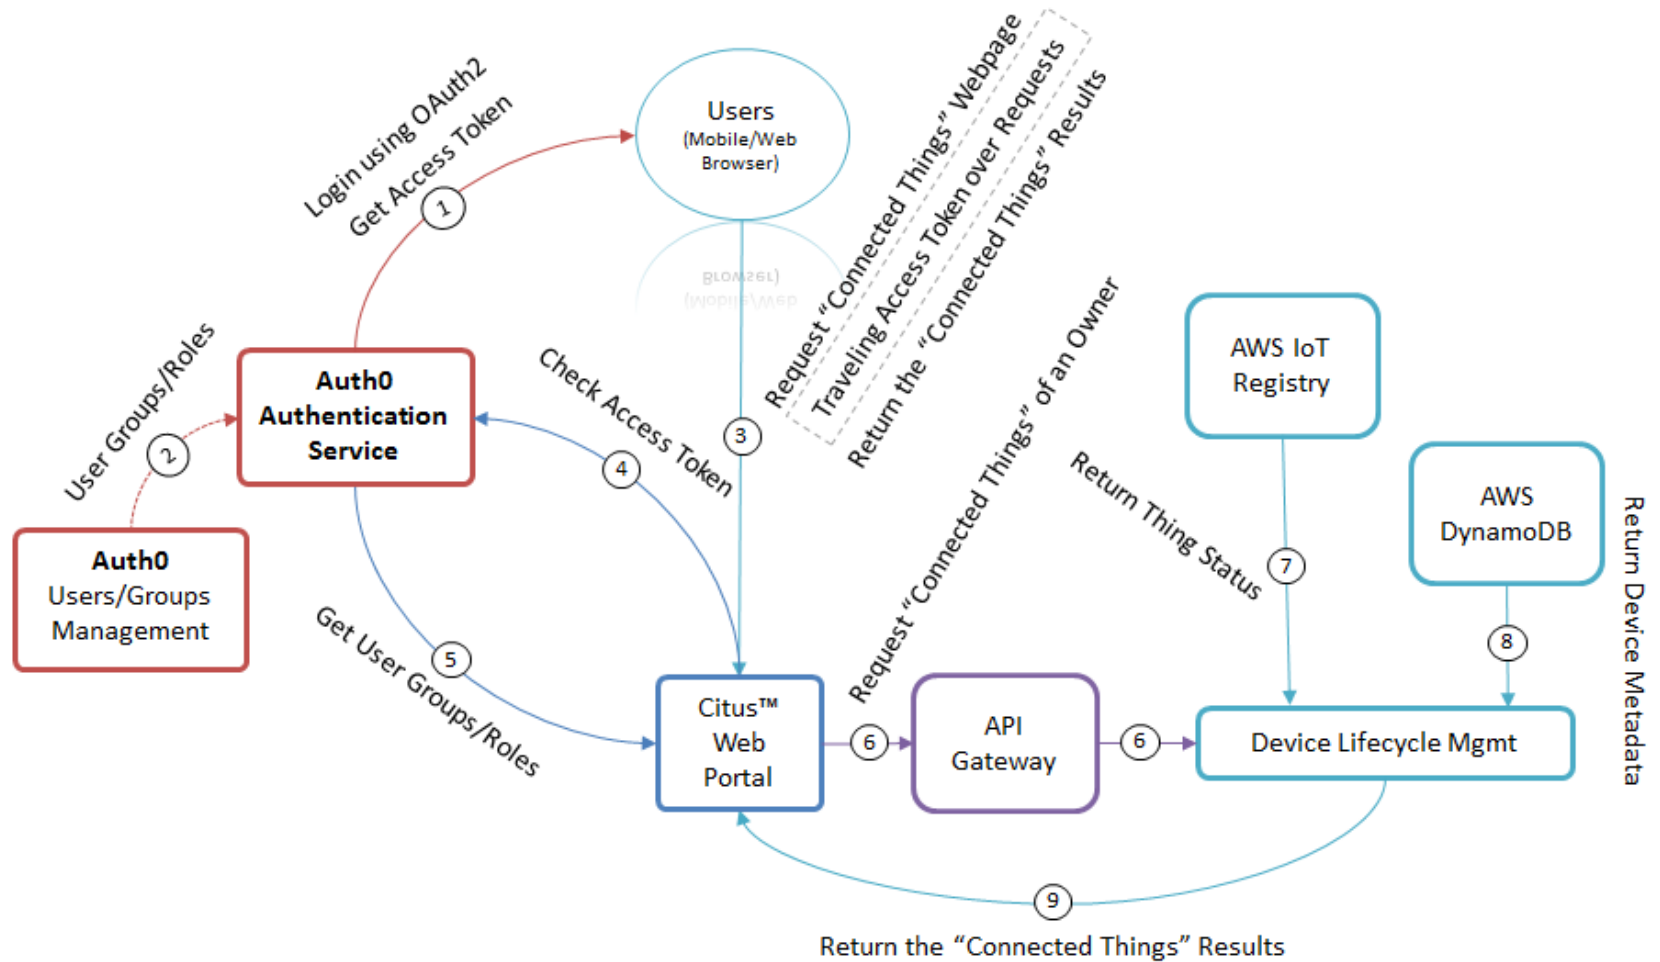 Login using OAuth2
Get Access Token
1
Users
(Mobile/Web
Browser)
Browser)
(Mobile/Web
Request “Connected Things” Webpage
Traveling Access Token over Requests
Return the “Connected Things” Results
User Groups/Roles
2
Auth0
Authentication
Service
Check Access Token
4
3
Request “Connected Things” of an Owner
AWS IoT
Registry
Return Thing Status
7
AWS
DynamoDB
8
Return Device Metadata
Auth0
Users/Groups
Management
Get User Groups/Roles
5
Citus™
Web
Portal
6
API
Gateway
6
Device Lifecycle Mgmt
9
Return the “Connected Things” Results